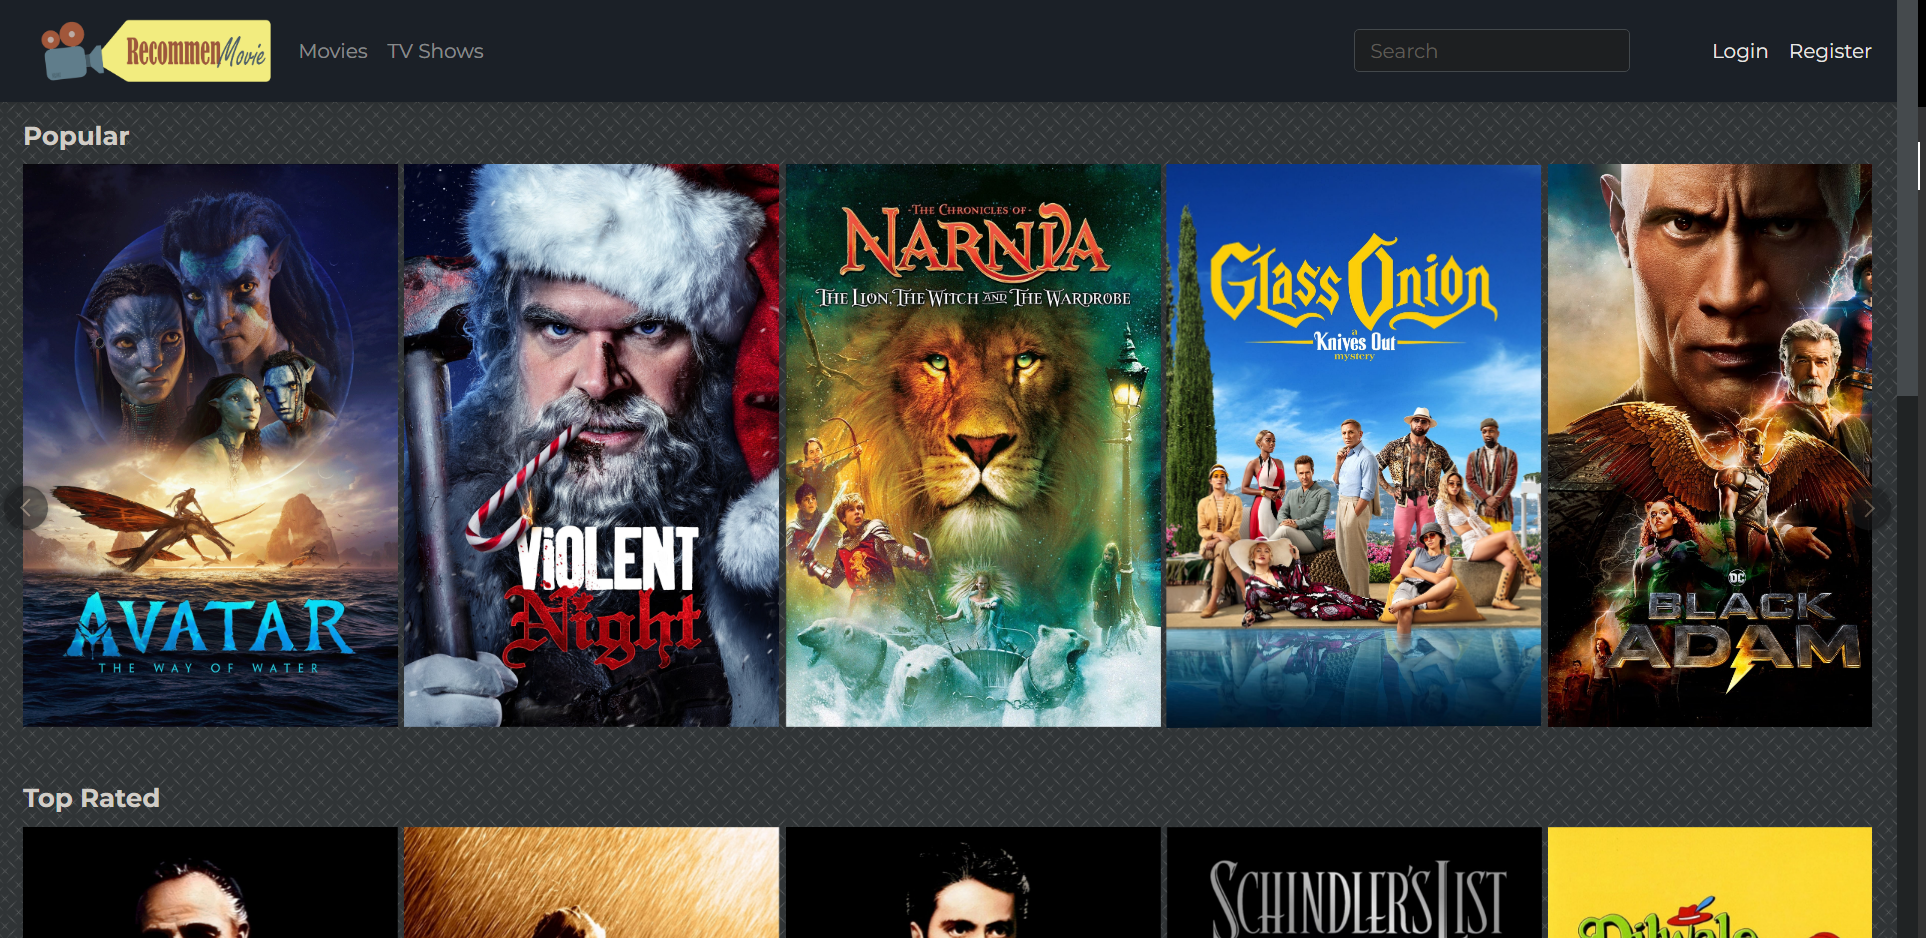 RecommenMovie
Movies
TV Shows
Search
Login
Register
Popular
AVATAR
THE WAY OF WATER
VIOLENT
Night
THE CHRONICLES OF
NARNIA
THE LION, THE WITCH AND THE WARDROBE
Glass Onion
a
Knives Out
mystery
DC
BLACK
ADAM
Top Rated
SCHINDLER'S LIST
Dilwale